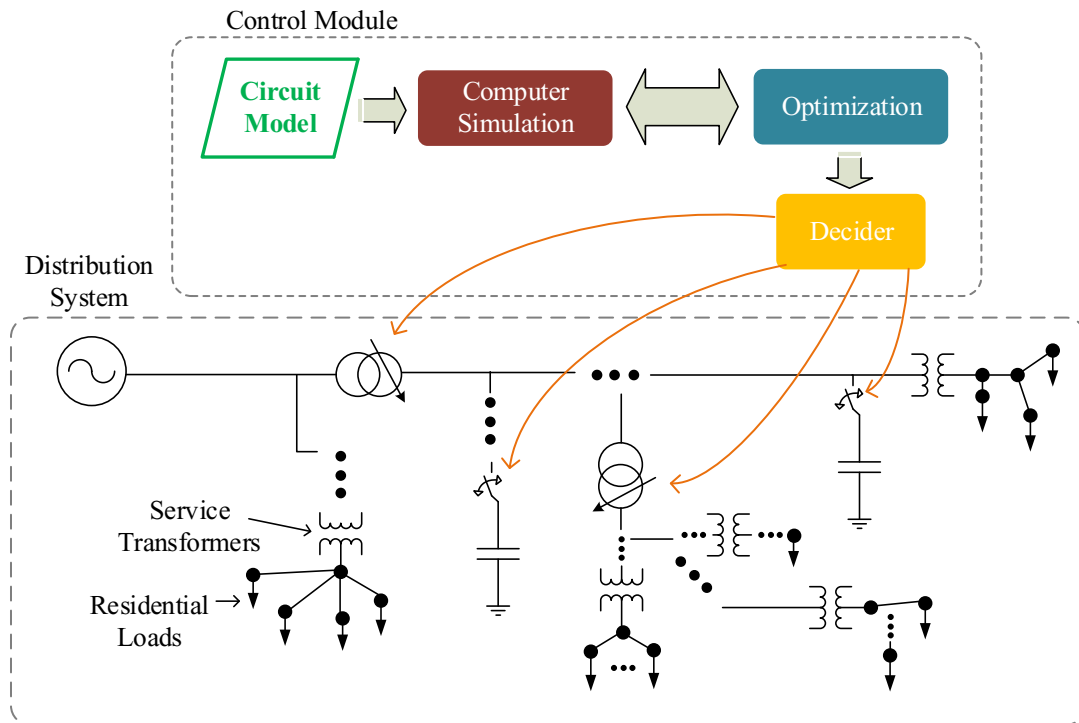 Control Module
Circuit
Model
Computer
Simulation
Optimization
Decider
Distribution
System
Service
Transformers
Residential
Loads